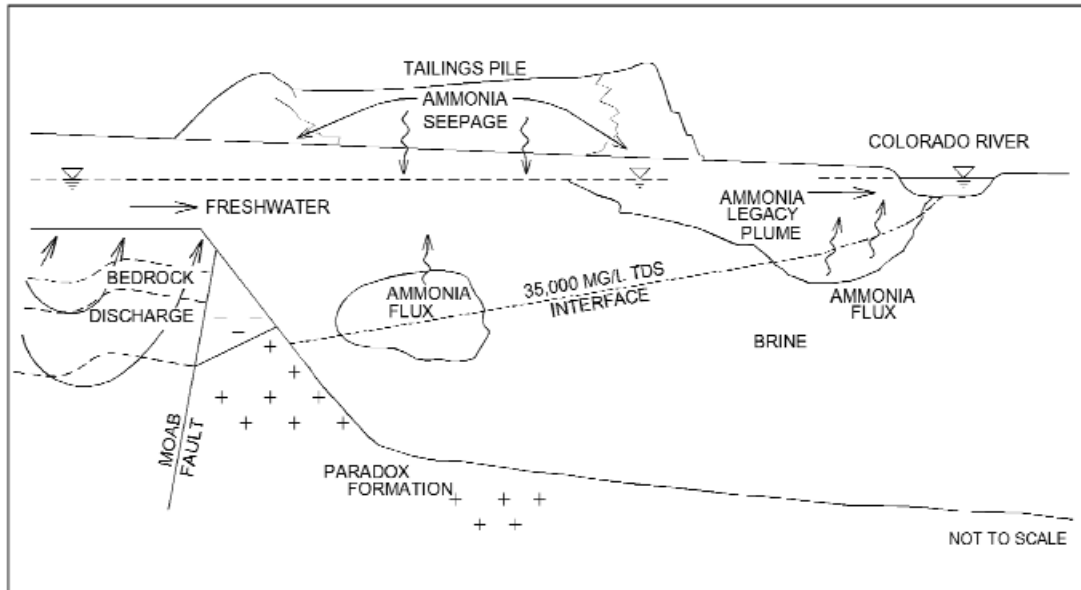 TAILINGS PILE
AMMONIA
SEEPAGE
COLORADO RIVER
FRESHWATER
AMMONIA
LEGACY
PLUME
BEDROCK
DISCHARGE
AMMONIA
FLUX
35,000 MG/L TDS
INTERFACE
AMMONIA
FLUX
BRINE
MOAB
FAULT
PARADOX
FORMATION
NOT TO SCALE